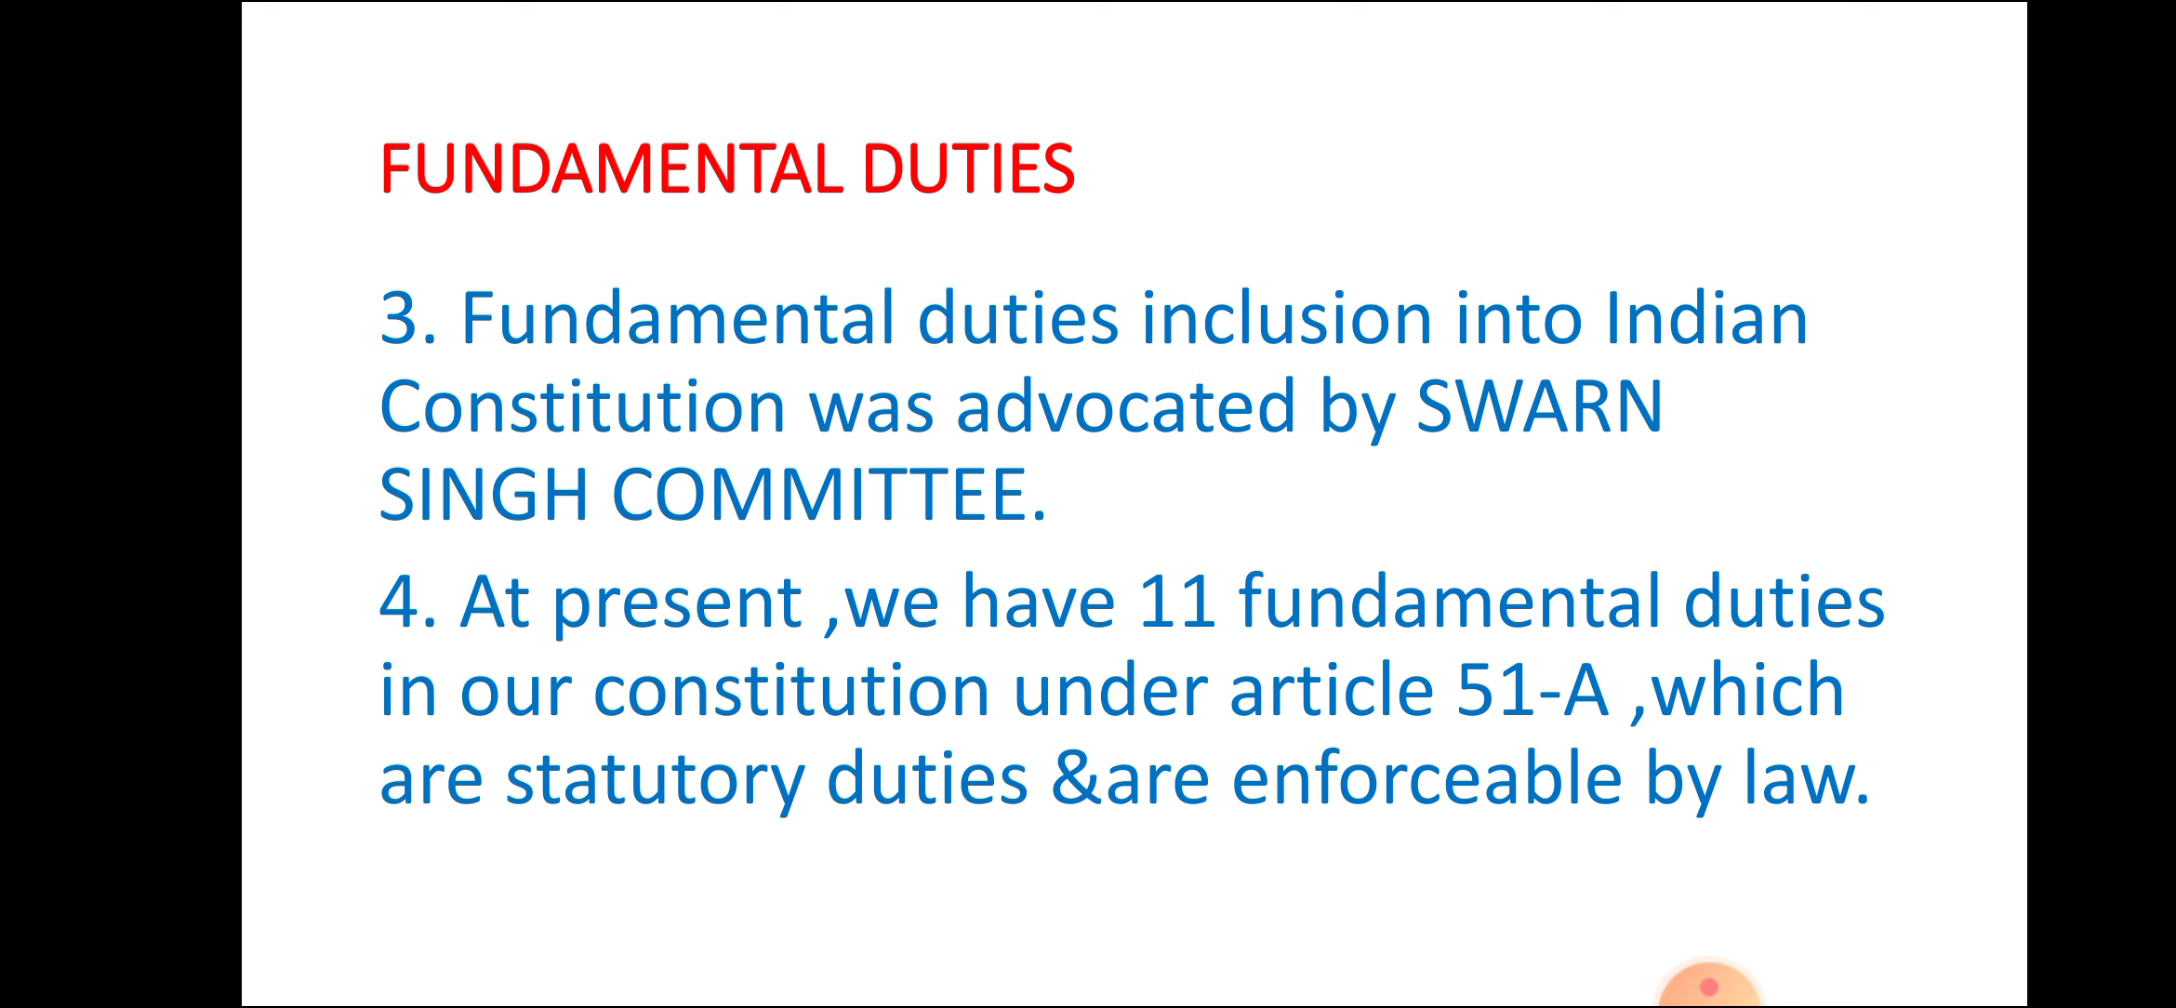 FUNDAMENTAL DUTIES
3. Fundamental duties inclusion into Indian
Constitution was advocated by SWARN
SINGH COMMITTEE.
4. At present ,we have 11 fundamental duties
in our constitution under article 51-A ,which
are statutory duties &are enforceable by law.